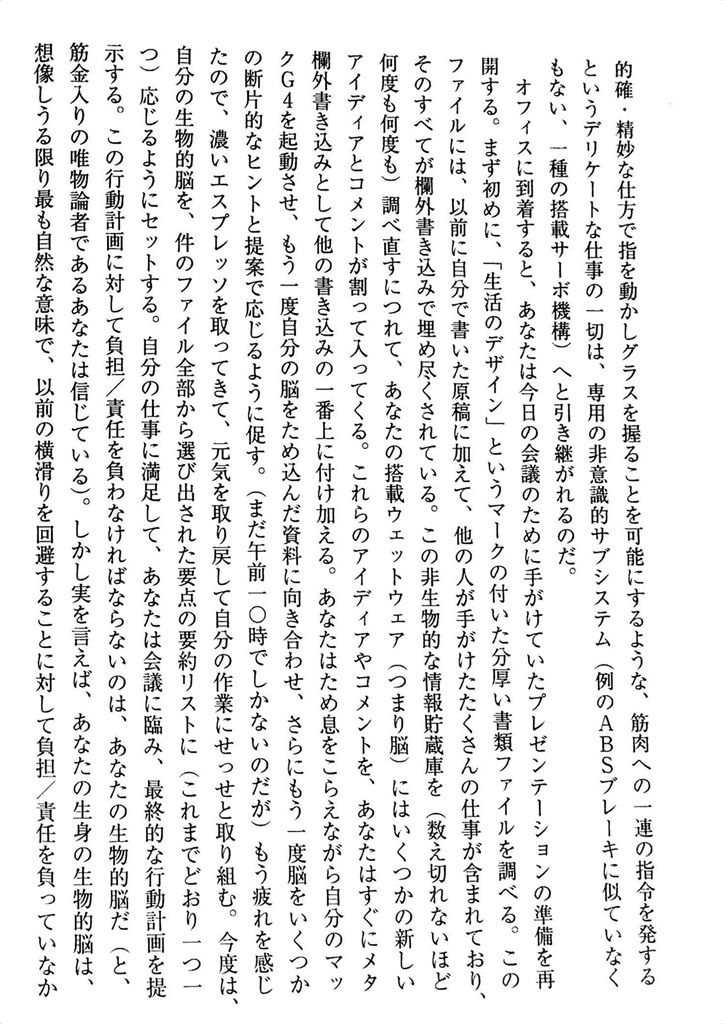 的確・精妙な仕方で指を動かしグラスを握ることを可能にするような、筋肉への一連の指令を発する
というデリケートな仕事の一切は、専用の非意識的サブシステム（例のＡＢＳブレーキに似ていなく
もない、一種の搭載サーボ機構）へと引き継がれるのだ。
オフィスに到着すると、あなたは今日の会議のために手がけていたプレゼンテーションの準備を再
開する。まず初めに、「生活のデザイン」というマークの付いた分厚い書類ファイルを調べる。この
ファイルには、以前に自分で書いた原稿に加えて、他の人が手がけたたくさんの仕事が含まれており、
そのすべてが欄外書き込みで埋め尽くされている。この非生物的な情報貯蔵庫を（数え切れないほど
何度も何度も）調べ直すにつれて、あなたの搭載ウェットウェア（つまり脳）にはいくつかの新しい
アイディアとコメントが割って入ってくる。これらのアイディアやコメントを、あなたはすぐにメタ
欄外書き込みとして他の書き込みの一番上に付け加える。あなたはため息をこらえながら自分のマッ
クＧ４を起動させ、もう一度自分の脳をため込んだ資料に向き合わせ、さらにもう一度脳をいくつか
の断片的なヒントと提案で応じるように促す。（まだ午前一〇時でしかないのだが）もう疲れを感じ
たので、濃いエスプレッソを取ってきて、元気を取り戻して自分の作業にせっせと取り組む。今度は、
自分の生物的脳を、件のファイル全部から選び出された要点の要約リストに（これまでどおり一つ一
つ）応じるようにセットする。自分の仕事に満足して、あなたは会議に臨み、最終的な行動計画を提
示する。この行動計画に対して負担／責任を負わなければならないのは、あなたの生物的脳だ（と、
筋金入りの唯物論者であるあなたは信じている）。しかし実を言えば、あなたの生身の生物的脳は、
想像しうる限り最も自然な意味で、以前の横滑りを回避することに対して負担／責任を負っていなか